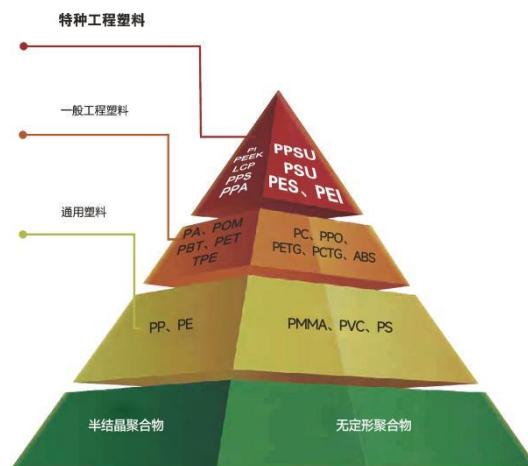 特种工程塑料
一般工程塑料
通用塑料
PI
PEEK
LCP
PPS
PPA
PPSU
PSU
PES、PEI
PA、POM
PBT、PET
TPE
PC、PPO、
PETG、PCTG、ABS
PP、PE
PMMA、PVC、PS
半结晶聚合物
无定形聚合物